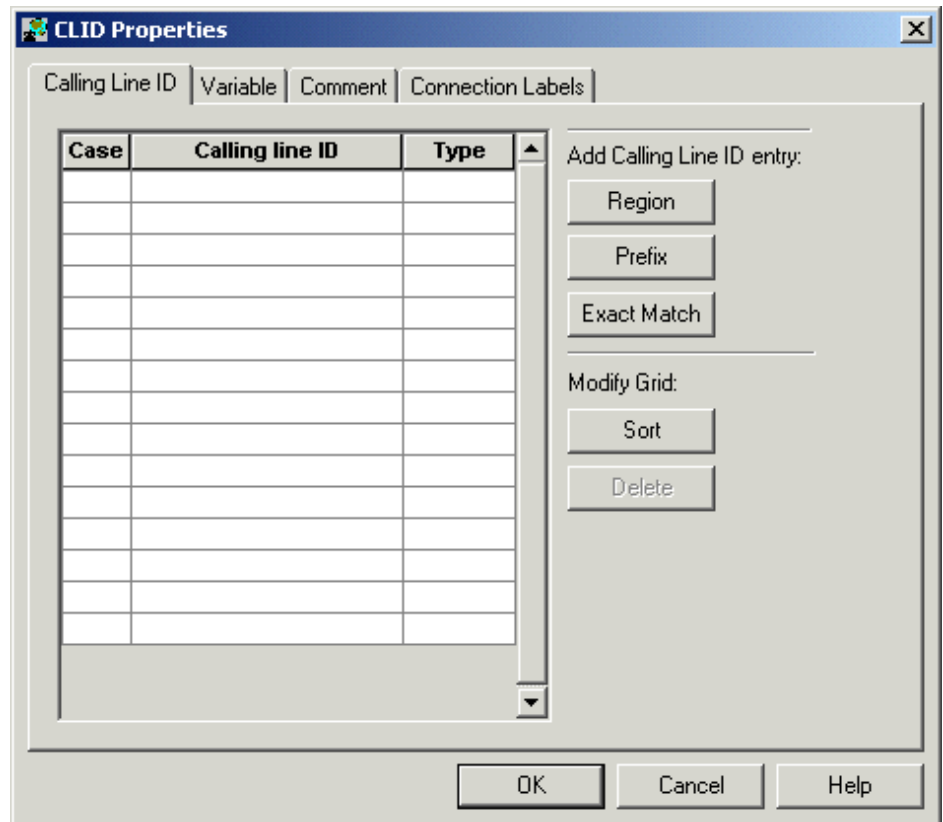 CLID Properties
Calling Line ID Variable Comment Connection Labels
Case Calling line ID Type
Add Calling Line ID entry:
Region
Prefix
Exact Match
Modify Grid:
Sort
Delete
OK Cancel Help